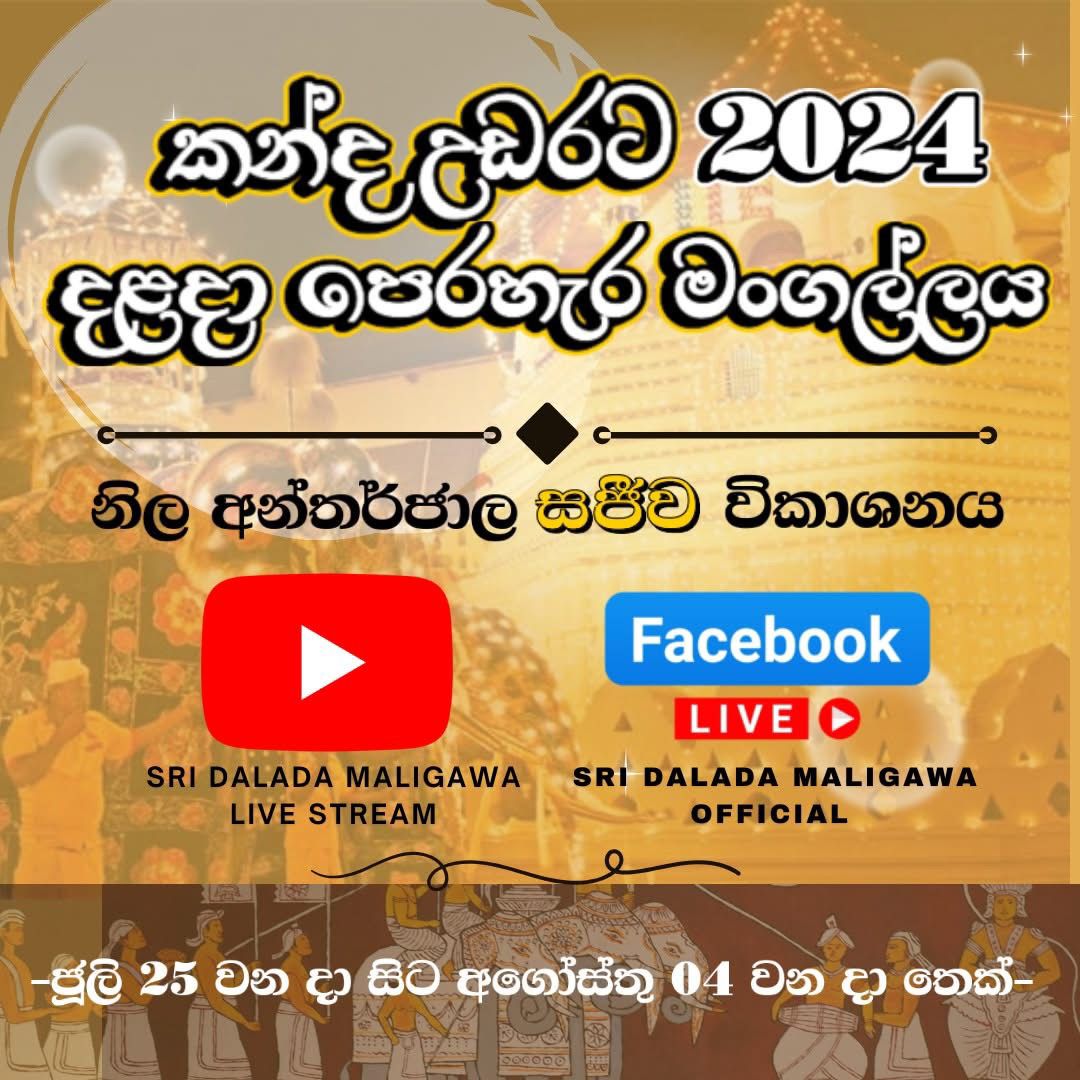 කන්ද උඩරට 2024
දළදා පෙරහැර මංගල්ලය
නිල අන්තර්ජාල සජීව විකාශනය
Facebook
LIVE
SRI DALADA MALIGAWA
LIVE STREAM
SRI DALADA MALIGAWA
OFFICIAL
-ජූලි 25 වන දා සිට අගෝස්තු 04 වන දා තෙක්-